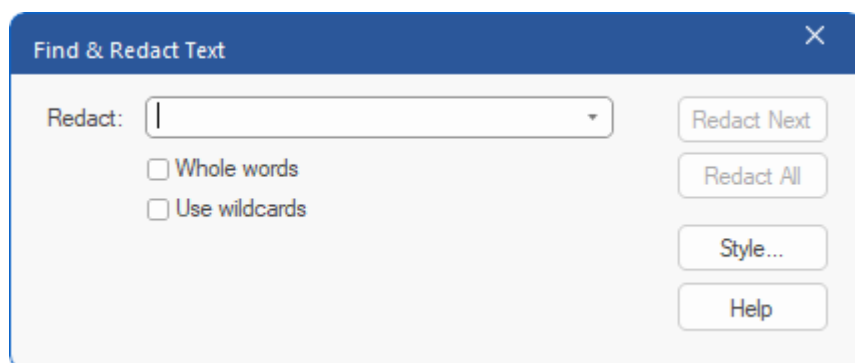 Find & Redact Text
Redact:
Redact Next
Whole words
Redact All
Use wildcards
Style...
Help